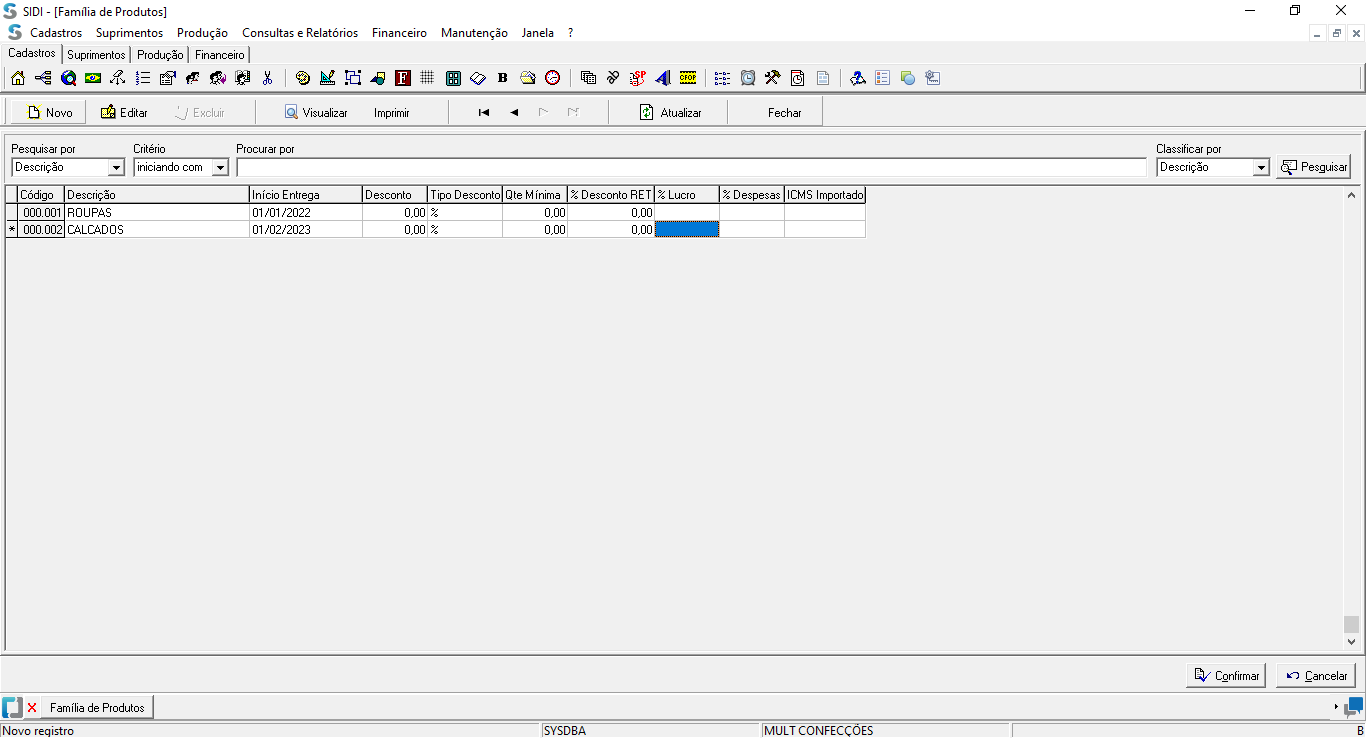 SIDI - [Família de Produtos]
Cadastros Suprimentos Produção Consultas e Relatórios Financeiro Manutenção Janela ?
Cadastros Suprimentos Produção Financeiro
F B SP CFOP
Novo Editar Excluir Visualizar Imprimir Atualizar Fechar
Pesquisar por Critério Procurar por Classificar por
Descrição iniciando com Descrição Pesquisar
Código Descrição Início Entrega Desconto Tipo Desconto Qte Mínima % Desconto RET % Lucro % Despesas ICMS Importado
000.001 ROUPAS 01/01/2022 0,00 % 0,00 0,00
* 000.002 CALCADOS 01/02/2023 0,00 % 0,00 0,00
Confirmar Cancelar
Família de Produtos
Novo registro SYSDBA MULT CONFECÇÕES B